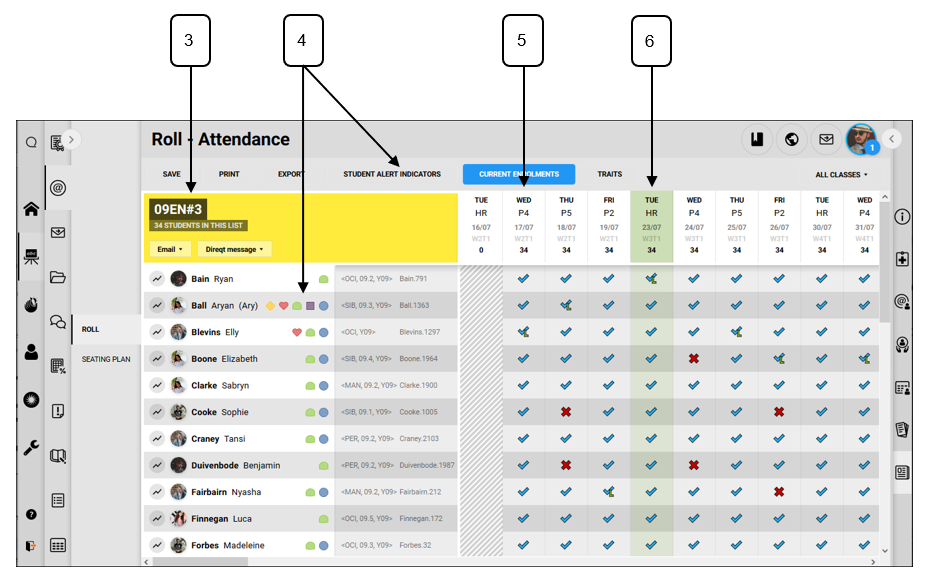 3 4 5 6
Roll - Attendance
1
SAVE PRINT EXPORT STUDENT ALERT INDICATORS CURRENT ENROLMENTS TRAITS ALL CLASSES
TUE WED THU FRI TUE WED THU FRI TUE WED
HR P4 P5 P2 HR P4 P5 P2 HR P4
16/07 17/07 18/07 19/07 23/07 24/07 25/07 26/07 30/07 31/07
W2T1 W2T1 W2T1 W2T1 W3T1 W3T1 W3T1 W3T1 W4T1 W4T1
0 34 34 34 34 34 34 34 34 34
09EN#3
34 STUDENTS IN THIS LIST
Email Direqt message
Bain Ryan <OCI, 09.2, Y09> Bain.791
Ball Aryan (Ary) <SIB, 09.3, Y09> Ball.1363
Blevins Elly <OCI, Y09> Blevins.1297
Boone Elizabeth <SIB, 09.4, Y09> Boone.1964
Clarke Sabryn <MAN, 09.2, Y09> Clarke.1900
Cooke Sophie <SIB, 09.1, Y09> Cooke.1005
Craney Tansi <PER, 09.2, Y09> Craney.2103
Duivenbode Benjamin <PER, 09.2, Y09> Duivenbode.1987
Fairbairn Nyasha <MAN, 09.2, Y09> Fairbairn.212
Finnegan Luca <OCI, 09.5, Y09> Finnegan.172
Forbes Madeleine <OCI, 09.3, Y09> Forbes.32
ROLL
SEATING PLAN